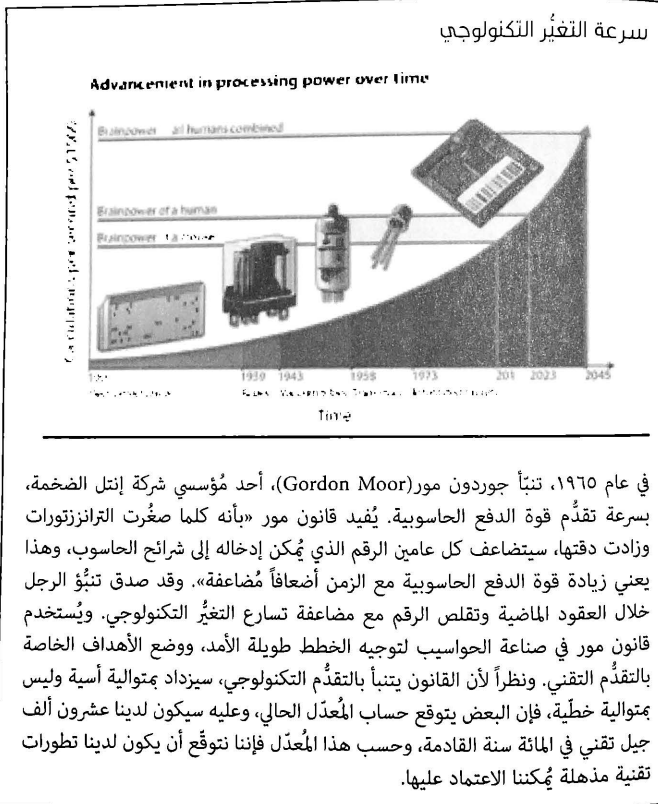 سرعة التغيُّر التكنولوجي
Advancement in processing power over time
Brainpower all humans combined
Brainpower of a human
Brainpower
1939 1943 1958 1973 201 2023 2045
Time
في عام ١٩٦٥، تنبّأ جوردون مور(Gordon Moor)، أحد مُؤسسي شركة إنتل الضخمة،
بسرعة تقدُّم قوة الدفع الحاسوبية. يُفيد قانون مور «بأنه كلما صغُرت الترانززتورات
وزادت دقتها، سيتضاعف كل عامين الرقم الذي يُمكن إدخاله إلى شرائح الحاسوب، وهذا
يعني زيادة قوة الدفع الحاسوبية مع الزمن أضعافاً مُضاعفة». وقد صدق تنبُّؤ الرجل
خلال العقود الماضية وتقلص الرقم مع مضاعفة تسارع التغيُّر التكنولوجي. ويُستخدم
قانون مور في صناعة الحواسيب لتوجيه الخطط طويلة الأمد، ووضع الأهداف الخاصة
بالتقدُّم التقني. ونظراً لأن القانون يتنبأ بالتقدُّم التكنولوجي، سيزداد بمتوالية أسية وليس
بمتوالية خطّية، فإن البعض يتوقع حساب المُعدّل الحالي، وعليه سيكون لدينا عشرون ألف
جيل تقني في المائة سنة القادمة، وحسب هذا المُعدّل فإننا نتوقّع أن يكون لدينا تطورات
تقنية مذهلة يُمكننا الاعتماد عليها.